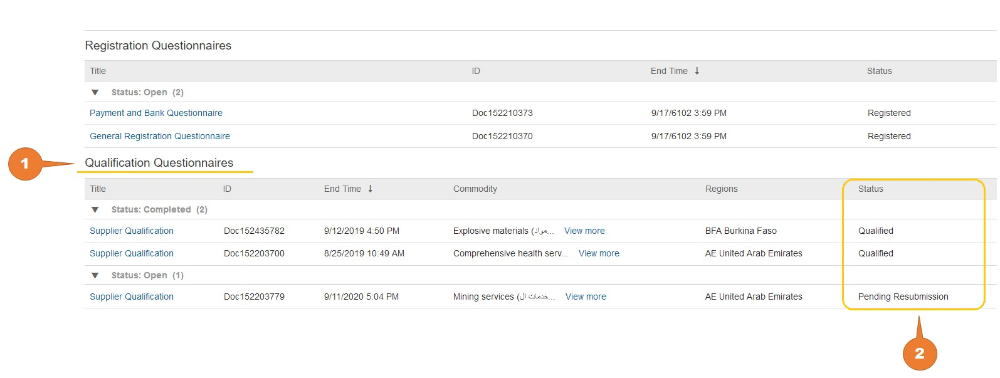 Registration Questionnaires
Title ID End Time ↓ Status
▼ Status: Open (2)
Payment and Bank Questionnaire Doc152210373 9/17/6102 3:59 PM Registered
General Registration Questionnaire Doc152210370 9/17/6102 3:59 PM Registered
1 Qualification Questionnaires
Title ID End Time ↓ Commodity Regions Status
▼ Status: Completed (2)
Supplier Qualification Doc152435782 9/12/2019 4:50 PM Explosive materials (مواد... View more BFA Burkina Faso Qualified
Supplier Qualification Doc152203700 8/25/2019 10:49 AM Comprehensive health serv... View more AE United Arab Emirates Qualified
▼ Status: Open (1)
Supplier Qualification Doc152203779 9/11/2020 5:04 PM Mining services (خدمات ال... View more AE United Arab Emirates Pending Resubmission
2